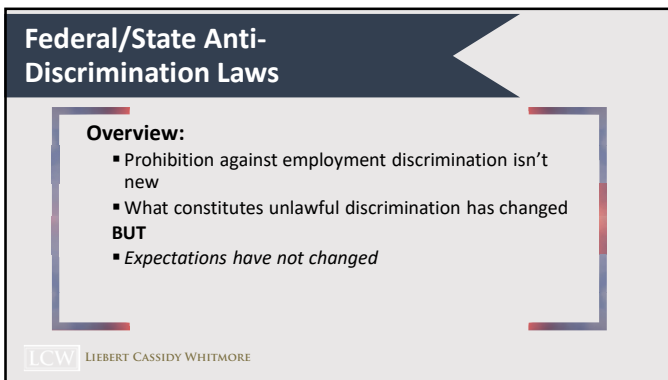 Federal/State Anti-
Discrimination Laws
Overview:
▪ Prohibition against employment discrimination isn't
new
▪ What constitutes unlawful discrimination has changed
BUT
▪ Expectations have not changed
LCW LIEBERT CASSIDY WHITMORE